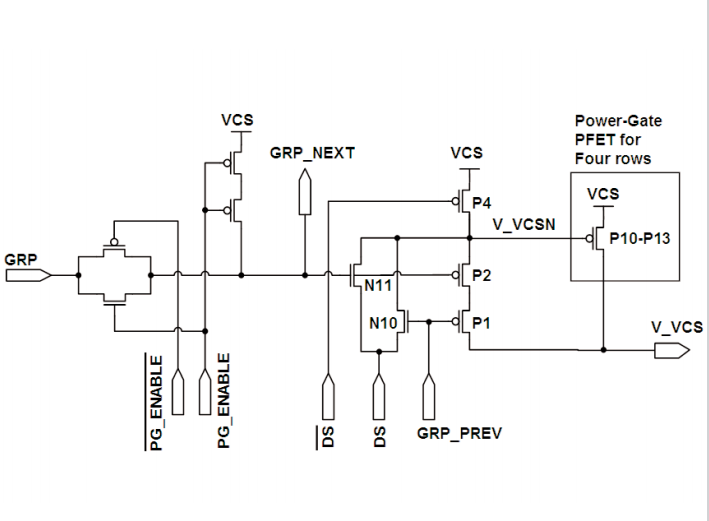 Power-Gate
PFET for
Four rows
VCS
GRP_NEXT
VCS
VCS
P4
V_VCSN
P10-P13
GRP
N11
P2
N10
P1
V_VCS
PG_ENABLE
PG_ENABLE
DS
DS
GRP_PREV